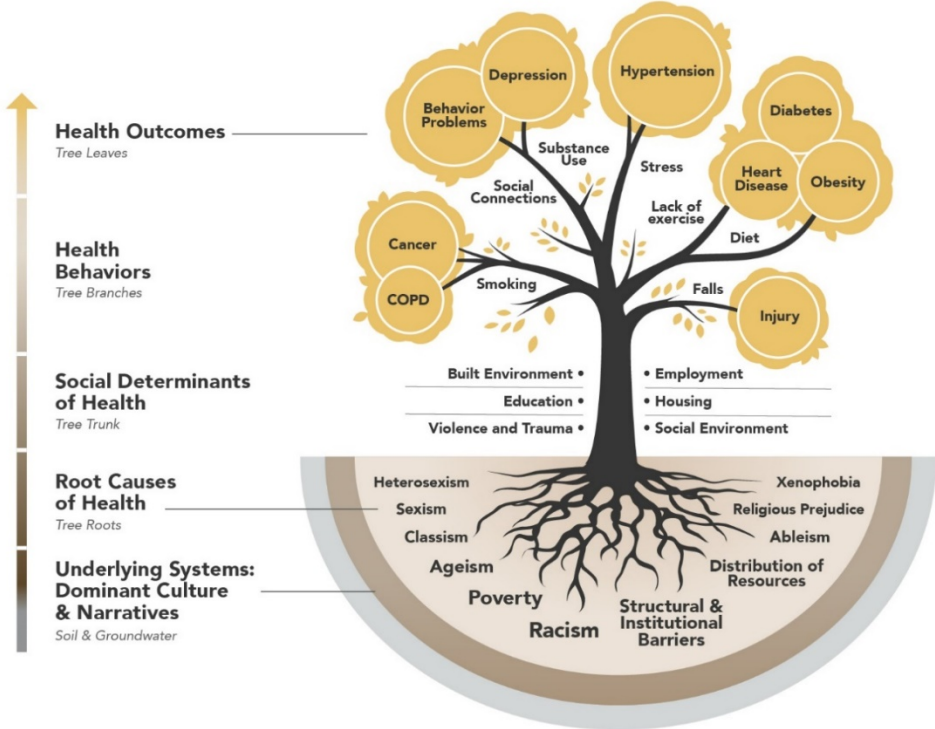 Health Outcomes
Tree Leaves
Health
Behaviors
Tree Branches
Social Determinants
of Health
Tree Trunk
Root Causes
of Health
Tree Roots
Underlying Systems:
Dominant Culture
& Narratives
Soil & Groundwater
Depression
Behavior
Problems
Hypertension
Diabetes
Heart
Disease
Obesity
Cancer
COPD
Injury
Substance
Use
Social
Connections
Stress
Lack of
exercise
Diet
Smoking
Falls
Built Environment •
• Employment
Education •
• Housing
Violence and Trauma •
• Social Environment
Heterosexism
Sexism
Classism
Ageism
Poverty
Racism
Structural &
Institutional
Barriers
Distribution of
Resources
Ableism
Religious Prejudice
Xenophobia